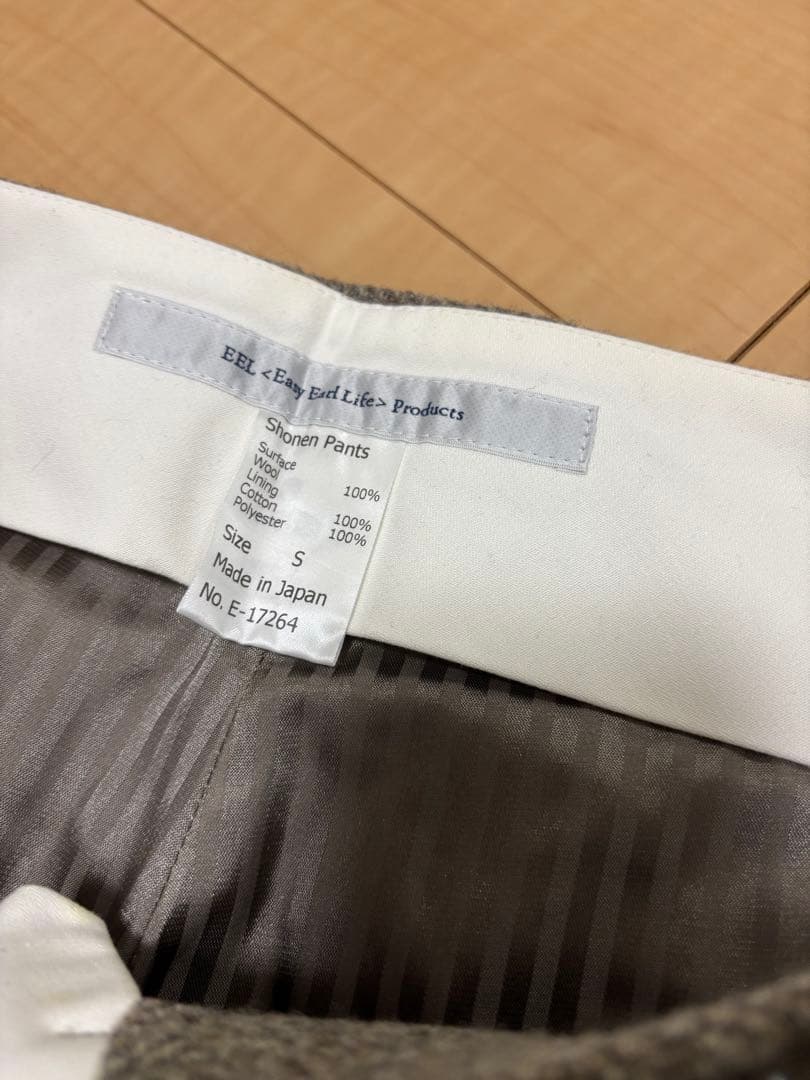 EEL <Easy Earl Life> Products
Shonen Pants
Surface
Wool 100%
Lining
Cotton 100%
Polyester 100%
Size S
Made in Japan
No. E-17264